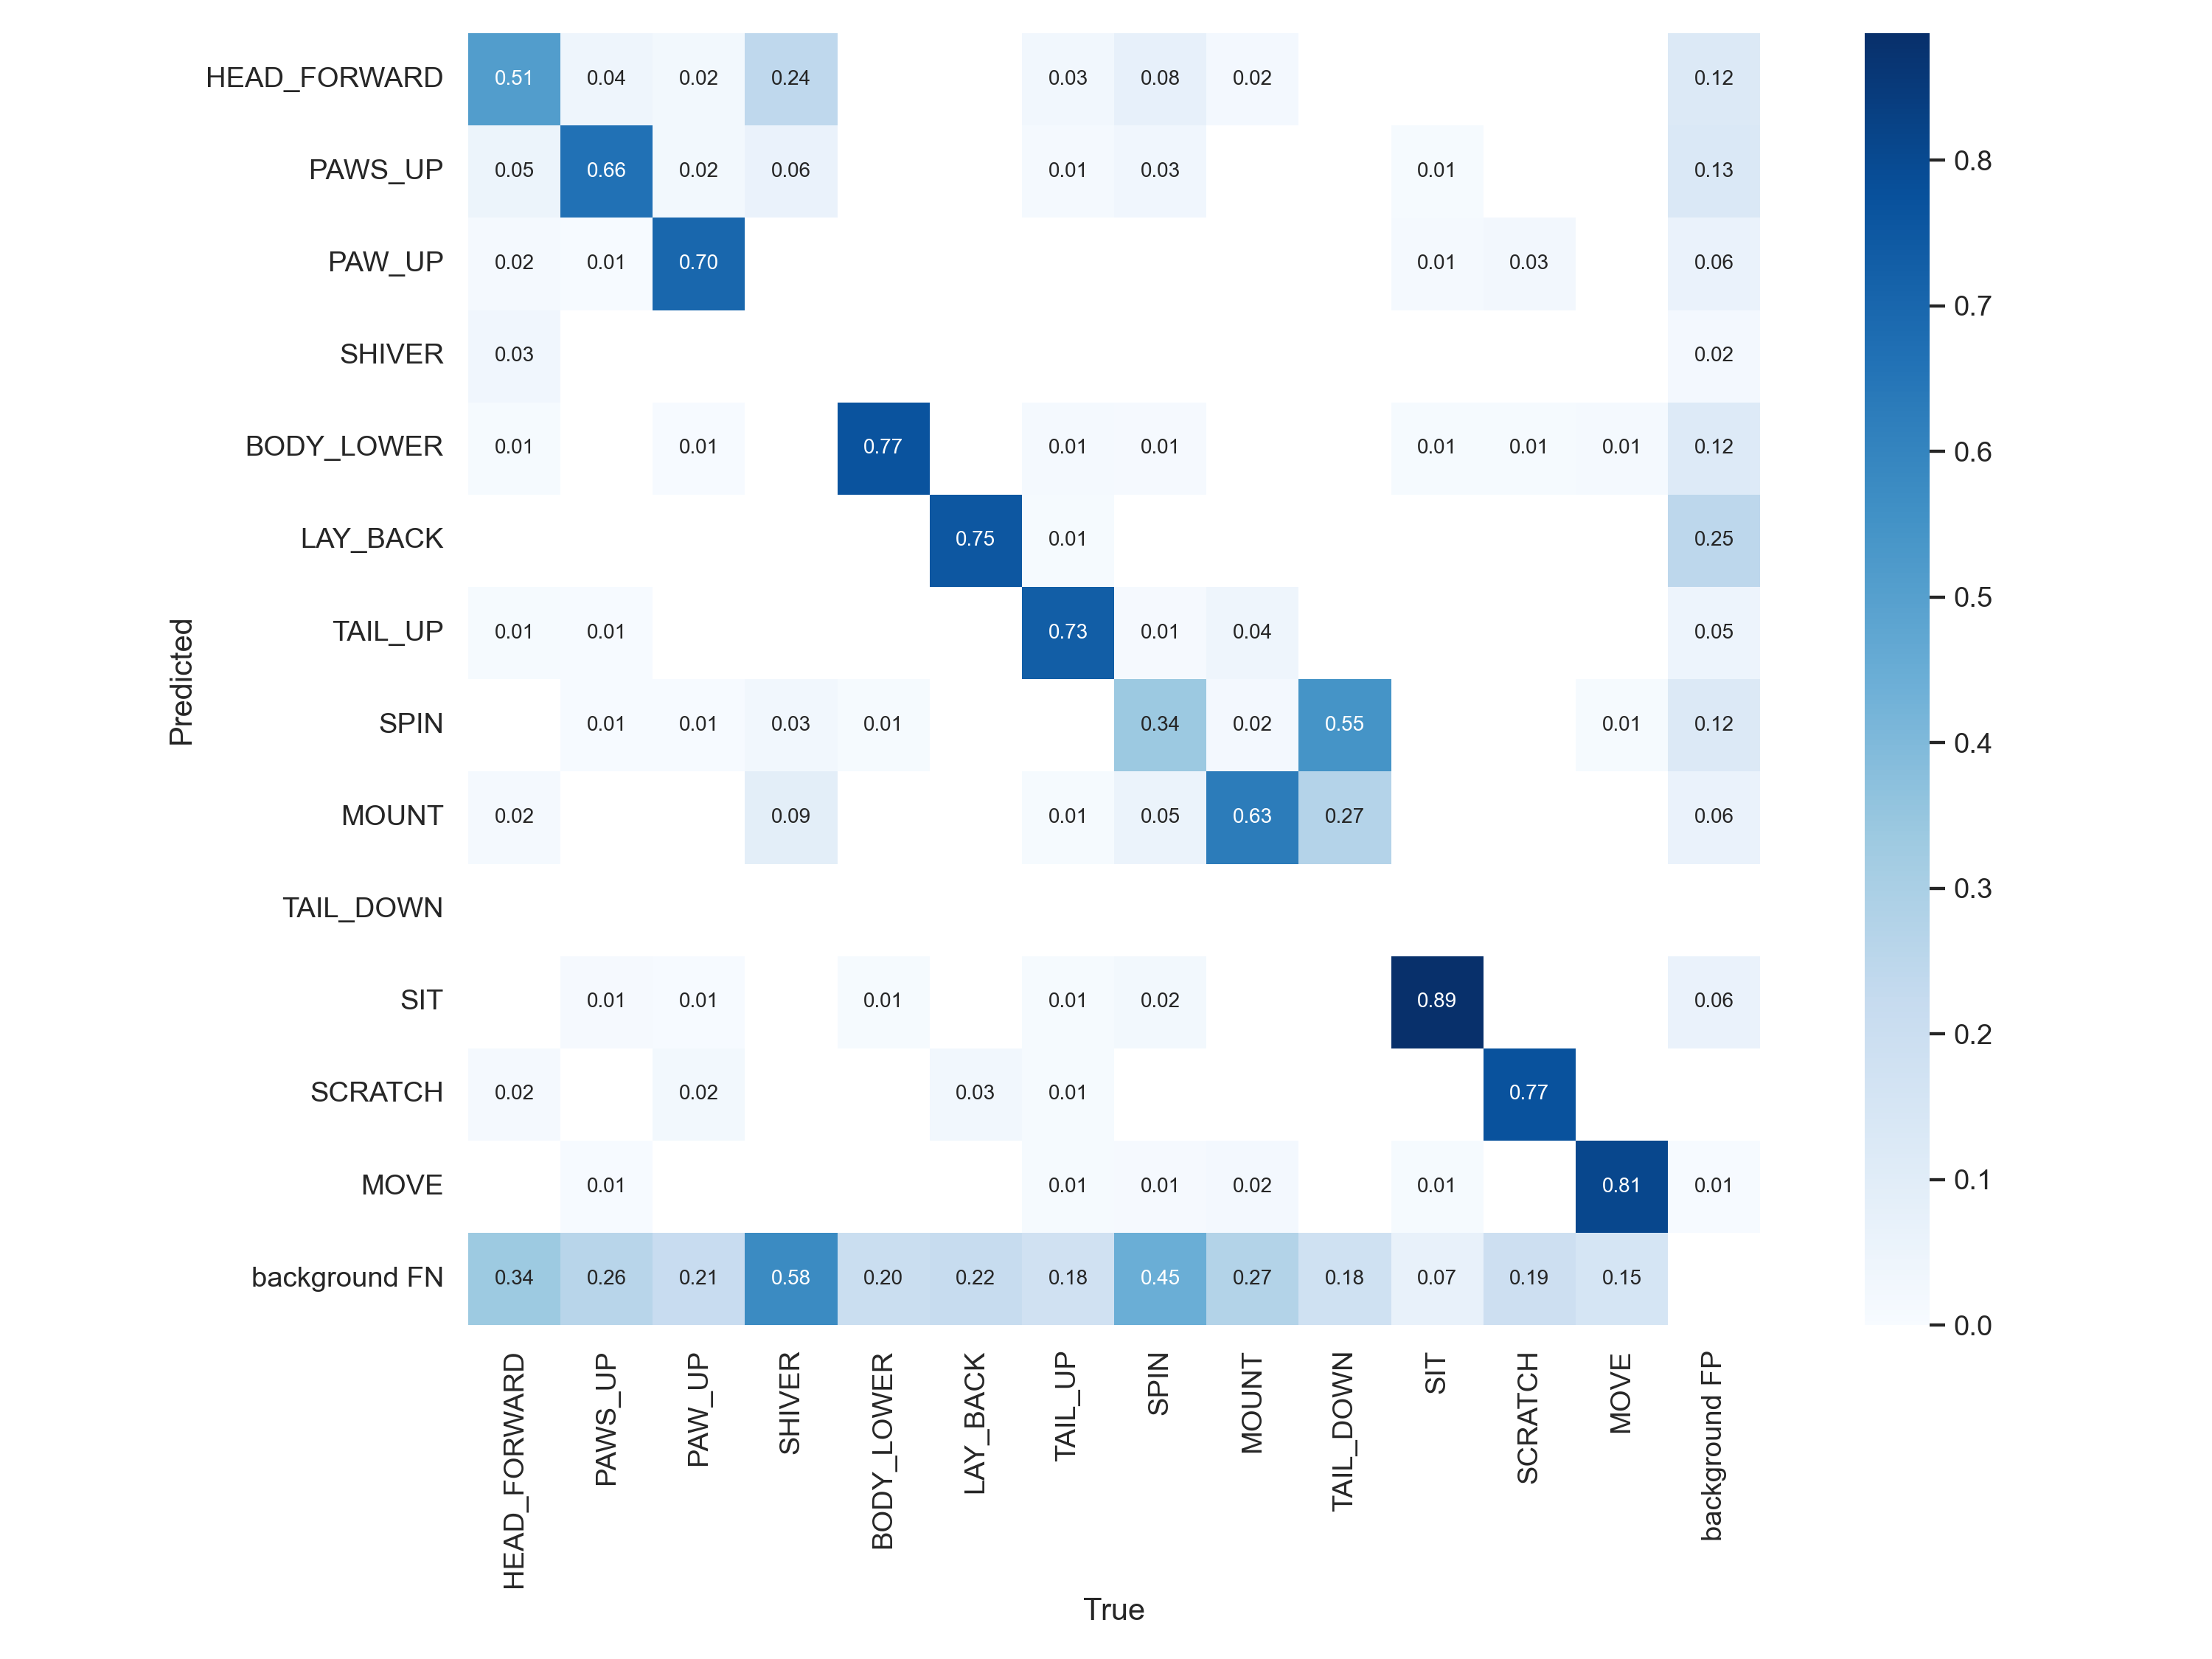 HEAD_FORWARD 0.51 0.04 0.02 0.24 0.03 0.08 0.02 0.12
PAWS_UP 0.05 0.66 0.02 0.06 0.01 0.03 0.01 0.13
PAW_UP 0.02 0.01 0.70 0.01 0.03 0.06
SHIVER 0.03 0.02
BODY_LOWER 0.01 0.01 0.77 0.01 0.01 0.01 0.01 0.01 0.12
LAY_BACK 0.75 0.01 0.25
TAIL_UP 0.01 0.01 0.73 0.01 0.04 0.05
SPIN 0.01 0.01 0.03 0.01 0.34 0.02 0.55 0.01 0.12
MOUNT 0.02 0.09 0.01 0.05 0.63 0.27 0.06
TAIL_DOWN
SIT 0.01 0.01 0.01 0.01 0.02 0.89 0.06
SCRATCH 0.02 0.02 0.03 0.01 0.77
MOVE 0.01 0.01 0.01 0.02 0.01 0.81 0.01
background FN 0.34 0.26 0.21 0.58 0.20 0.22 0.18 0.45 0.27 0.18 0.07 0.19 0.15
Predicted
HEAD_FORWARD
PAWS_UP
PAW_UP
SHIVER
BODY_LOWER
LAY_BACK
TAIL_UP
SPIN
MOUNT
TAIL_DOWN
SIT
SCRATCH
MOVE
background FP
True
0.8
0.7
0.6
0.5
0.4
0.3
0.2
0.1
0.0